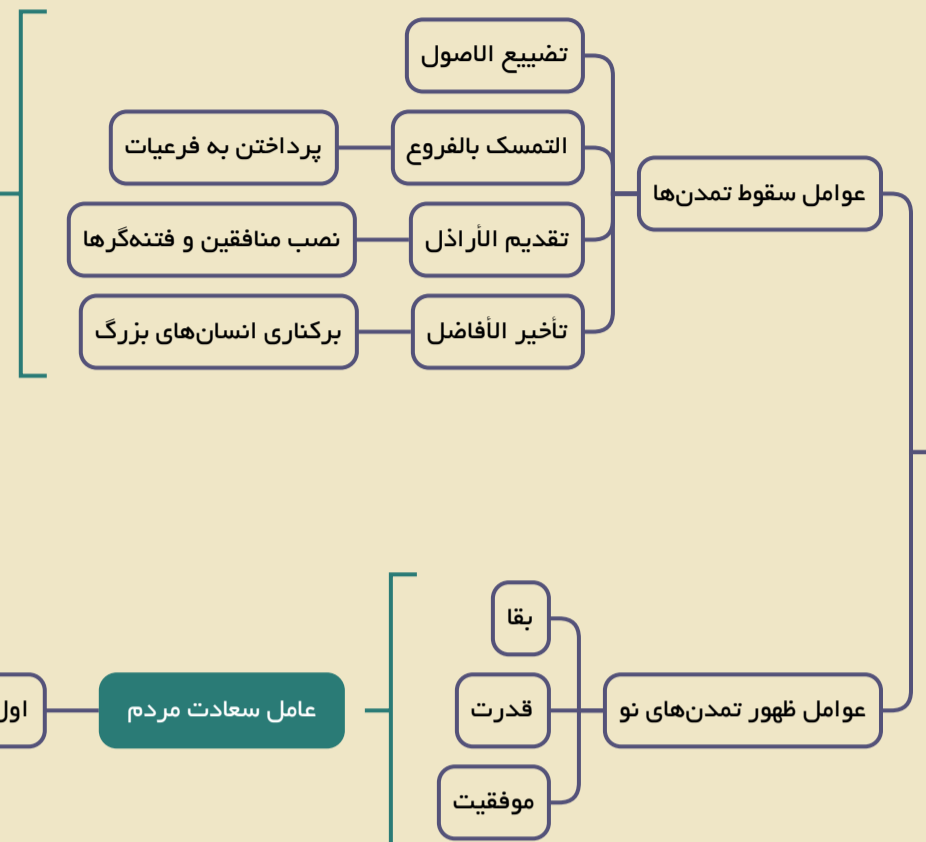 عوامل سقوط تمدن‌ها
تضییع الاصول
التمسک بالفروع
پرداختن به فرعیات
تقدیم الأراذل
نصب منافقین و فتنه‌گرها
تأخیر الأفاضل
برکناری انسان‌های بزرگ
عوامل ظهور تمدن‌های نو
بقا
قدرت
موفقیت
عامل سعادت مردم
اول